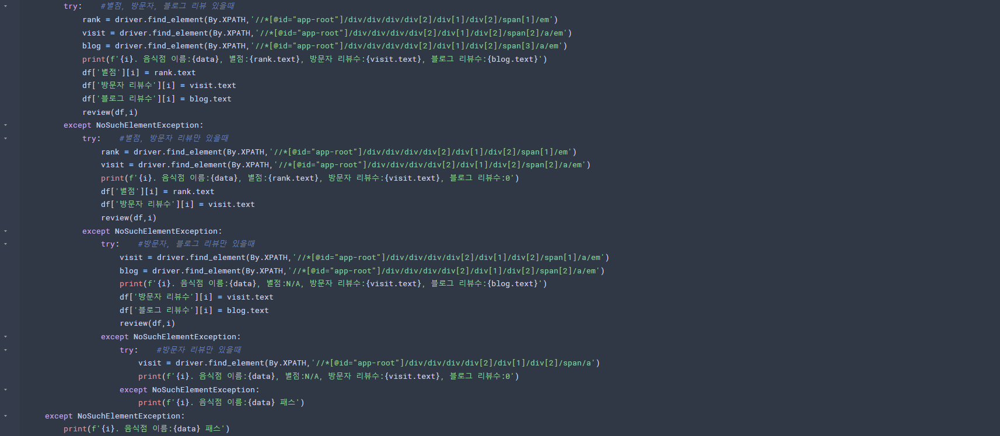 try:    #별점, 방문자, 블로그 리뷰 있을때
rank = driver.find_element(By.XPATH,'//*[@id="app-root"]/div/div/div/div[2]/div[1]/div[2]/span[1]/em')
visit = driver.find_element(By.XPATH,'//*[@id="app-root"]/div/div/div/div[2]/div[1]/div[2]/span[2]/a/em')
blog = driver.find_element(By.XPATH,'//*[@id="app-root"]/div/div/div/div[2]/div[1]/div[2]/span[3]/a/em')
print(f'{i}. 음식점 이름:{data}, 별점:{rank.text}, 방문자 리뷰수:{visit.text}, 블로그 리뷰수:{blog.text}')
df['별점'][i] = rank.text
df['방문자 리뷰수'][i] = visit.text
df['블로그 리뷰수'][i] = blog.text
review(df,i)
except NoSuchElementException:
try:    #별점, 방문자 리뷰만 있을때
rank = driver.find_element(By.XPATH,'//*[@id="app-root"]/div/div/div/div[2]/div[1]/div[2]/span[1]/em')
visit = driver.find_element(By.XPATH,'//*[@id="app-root"]/div/div/div/div[2]/div[1]/div[2]/span[2]/a/em')
print(f'{i}. 음식점 이름:{data}, 별점:{rank.text}, 방문자 리뷰수:{visit.text}, 블로그 리뷰수:0')
df['별점'][i] = rank.text
df['방문자 리뷰수'][i] = visit.text
review(df,i)
except NoSuchElementException:
try:    #방문자, 블로그 리뷰만 있을때
visit = driver.find_element(By.XPATH,'//*[@id="app-root"]/div/div/div/div[2]/div[1]/div[2]/span[1]/a/em')
blog = driver.find_element(By.XPATH,'//*[@id="app-root"]/div/div/div/div[2]/div[1]/div[2]/span[2]/a/em')
print(f'{i}. 음식점 이름:{data}, 별점:N/A, 방문자 리뷰수:{visit.text}, 블로그 리뷰수:{blog.text}')
df['방문자 리뷰수'][i] = visit.text
df['블로그 리뷰수'][i] = blog.text
review(df,i)
except NoSuchElementException:
try:    #방문자 리뷰만 있을때
visit = driver.find_element(By.XPATH,'//*[@id="app-root"]/div/div/div/div[2]/div[1]/div[2]/span/a')
print(f'{i}. 음식점 이름:{data}, 별점:N/A, 방문자 리뷰수:{visit.text}, 블로그 리뷰수:0')
except NoSuchElementException:
print(f'{i}. 음식점 이름:{data} 패스')
except NoSuchElementException:
print(f'{i}. 음식점 이름:{data} 패스')